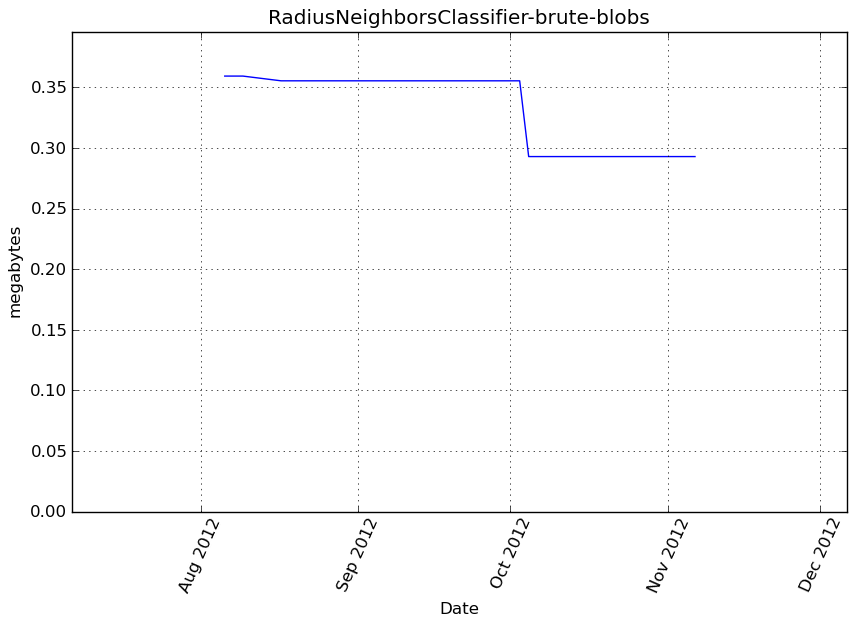 RadiusNeighborsClassifier-brute-blobs
0.35
0.30
0.25
0.20
0.15
0.10
0.05
0.00
megabytes
Aug 2012
Sep 2012
Oct 2012
Nov 2012
Dec 2012
Date